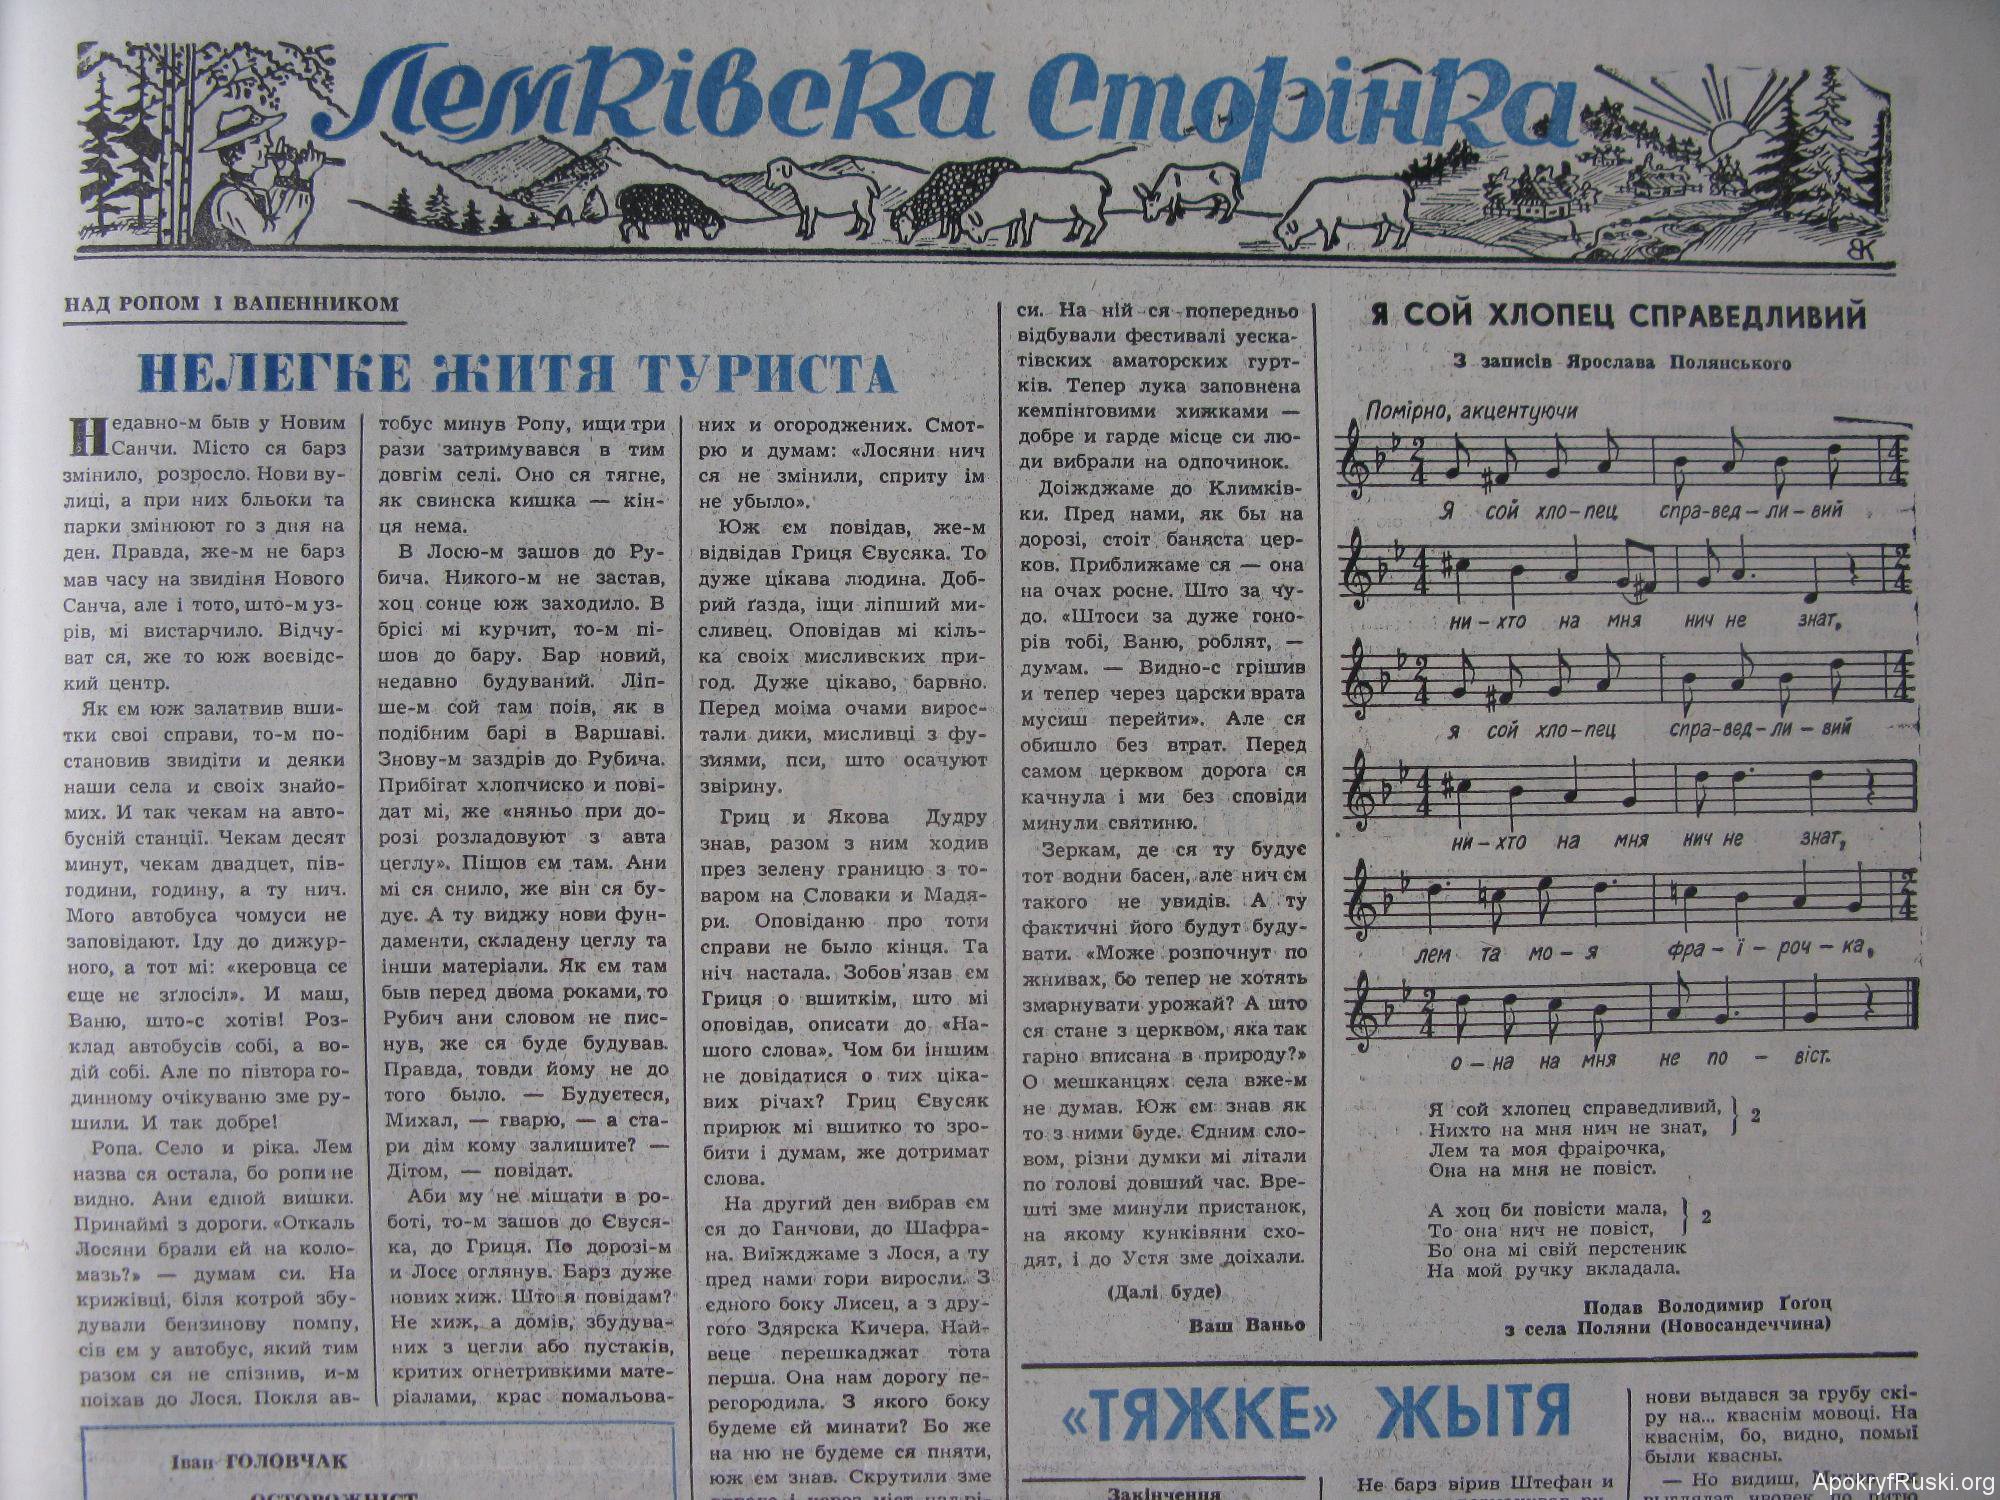 Лемківска Сторінка
ВК
НАД РОПОМ І ВАПЕННИКОМ
НЕЛЕГКЕ ЖИТЯ ТУРИСТА
Недавно-м быв у Новим
Санчи. Місто ся барз
змінило, розросло. Нови ву-
лиці, а при них бльоки та
парки змінюют го з дня на
ден. Правда, же-м не барз
мав часу на звидіня Нового
Санча, але і тото, што-м уз-
рів, мі вистарчило. Відчу-
ват ся, же то юж воєвідс-
кий центр.
Як єм юж залатвив вши-
тки свої справи, то-м по-
становив звидіти и деяки
наши села и своїх знайо-
мих. И так чекам на авто-
бусній станції. Чекам десят
минут, чекам двадцет, пів-
години, годину, а ту нич.
Мого автобуса чомуси не
заповідают. Іду до дижур-
ного, а тот мі: «керовца се
єще нє зґлосіл». И маш,
Ваню, што-с хотів! Роз-
клад автобусів собі, а во-
дій собі. Але по півтора го-
динному очікуваню зме ру-
шили. И так добре!
Ропа. Село и ріка. Лем
назва ся остала, бо ропи не
видно. Ани єдной вишки.
Принаймі з дороги. «Откаль
Лосяни брали єй на коло-
мазь?» — думам си. На
крижівці, біля котрой збу-
дували бензинову помпу,
сів єм у автобус, який тим
разом ся не спізнив, и-м
поїхав до Лося. Покля ав-
тобус минув Ропу, ищи три
рази затримувався в тим
довгім селі. Оно ся тягне,
як свинска кишка — кін-
ця нема.
В Лосю-м зашов до Ру-
бича. Никого-м не застав,
хоц сонце юж заходило. В
брісі мі курчит, то-м пі-
шов до бару. Бар новий,
недавно будуваний. Ліп-
ше-м сой там поів, як в
подібним барі в Варшаві.
Знову-м заздрів до Рубича.
Прибігат хлопчиско и пові-
дат мі, же «няньо при до-
розі розладовуют з авта
цеглу». Пішов єм там. Ани
мі ся снило, же він ся бу-
дує. А ту виджу нови фун-
даменти, складену цеглу та
інши матеріали. Як єм там
быв перед двома роками, то
Рубич ани словом не пис-
нув, же ся буде будував.
Правда, товди йому не до
того было. — Будуєтеся,
Михал, — гварю, — а ста-
ри дім кому залишите? —
Дітом, — повідат.
Аби му не міщати в ро-
боті, то-м зашов до Євуся-
ка, до Гриця. По дорозі-м
и Лосє оглянув. Барз дуже
нових хиж. Што я повідам?
Не хиж, а домів, збудува-
них з цегли або пустаків,
критих огнетривкими мате-
ріалами, крас помальова-
них и огороджених. Смот-
рю и думам: «Лосяни нич
ся не змінили, сприту ім
не убыло».
Юж єм повідав, же-м
відвідав Гриця Євусяка. То
дуже цікава людина. Доб-
рий ґазда, іщи ліпший ми-
сливец. Оповідав мі кіль-
ка своїх мисливских при-
год. Дуже цікаво, барвно.
Перед моіма очами вирос-
тали дики, мисливці з фу-
зиями, пси, што осачуют
звірину.
Гриц и Якова Дудру
знав, разом з ним ходив
през зелену границю з то-
варом на Словаки и Мадя-
ри. Оповіданю про тоти
справи не было кінця. Та
ніч настала. Зобов'язав єм
Гриця о вшиткім, што мі
оповідав, описати до «На-
шого слова». Чом би іншим
не довідатися о тих ціка-
вих річах? Гриц Євусяк
прирюк мі вшитко то зро-
бити і думам, же дотримат
слова.
На другий ден вибрав єм
ся до Ганчови, до Шафра-
на. Виїжджаме з Лося, а ту
пред нами гори виросли. З
єдного боку Лисец, а з дру-
гого Здярска Кичера. Най-
веце перешкаджат тота
перша. Она нам дорогу пе-
регородила. З якого боку
будеме єй минати? Бо же
на ню не будеме ся пняти,
юж єм знав. Скрутили зме
си. На ній ся попередньо
відбували фестивалі уеска-
тівских аматорских гурт-
ків. Тепер лука заповнена
кемпінговими хижками —
добре и гарде місце си лю-
ди вибрали на одпочинок.
Доїжджаме до Климків-
ки. Пред нами, як бы на
дорозі, стоїт баняста цер-
ков. Приближаме ся — она
на очах росне. Што за чу-
до. «Штоси за дуже гоно-
рів тобі, Ваню, роблят, —
думам. — Видно-с грішив
и тепер через царски врата
мусиш перейти». Але ся
обишло без втрат. Перед
самом церквом дорога ся
качнула і ми без сповіди
минули святиню.
Зеркам, де ся ту будує
тот водни басен, але нич єм
такого не увидів. А ту
фактичні його будут буду-
вати. «Може розпочнут по
жнивах, бо тепер не хотять
змарнувати урожай? А што
ся стане з церквом, яка так
гарно вписана в природу?»
О мешканцях села вже-м
не думав. Юж єм знав як
то з ними буде. Єдним сло-
вом, різни думки мі літали
по голові довший час. Вре-
шті зме минули пристанок,
на якому кунківяни схо-
дят, і до Устя зме доїхали.
(Далі буде)
Ваш Ваньо
Я СОЙ ХЛОПЕЦ СПРАВЕДЛИВИЙ
З записів Ярослава Полянського
Помірно, акцентуючи
Я сой хло-пец спра-вед-ли-вий
ни-хто на мня нич не знат,
я сой хло-пец спра-вед-ли-вий
ни-хто на мня нич не знат,
лем та мо-я фра-ї-роч-ка,
о-на на мня не по-віст.
Я сой хлопец справедливий, } 2
Нихто на мня нич не знат,
Лем та моя фраірочка,
Она на мня не повіст.
А хоц би повісти мала, } 2
То она нич не повіст,
Бо она мі свій перстеник
На мой ручку вкладала.
Подав Володимир Ґоґоц
з села Поляни (Новосандеччина)
«ТЯЖКЕ» ЖЫТЯ
Закінчення
Не барз вірив Штефан и
нови выдався за грубу скі-
ру на... кваснім мовоці. На
кваснім, бо, видно, помыї
были квасны.
— Но видиш,
Іван ГОЛОВЧАК
ОСТОРОЖНІСТ
ApokryfRuski.org